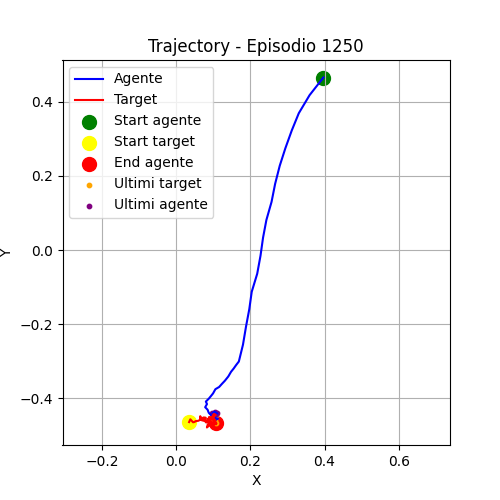 Trajectory - Episodio 1250
Agente
Target
Start agente
Start target
End agente
Ultimi target
Ultimi agente
0.4
0.2
0.0
−0.2
−0.4
Y
−0.2
0.0
0.2
0.4
0.6
X